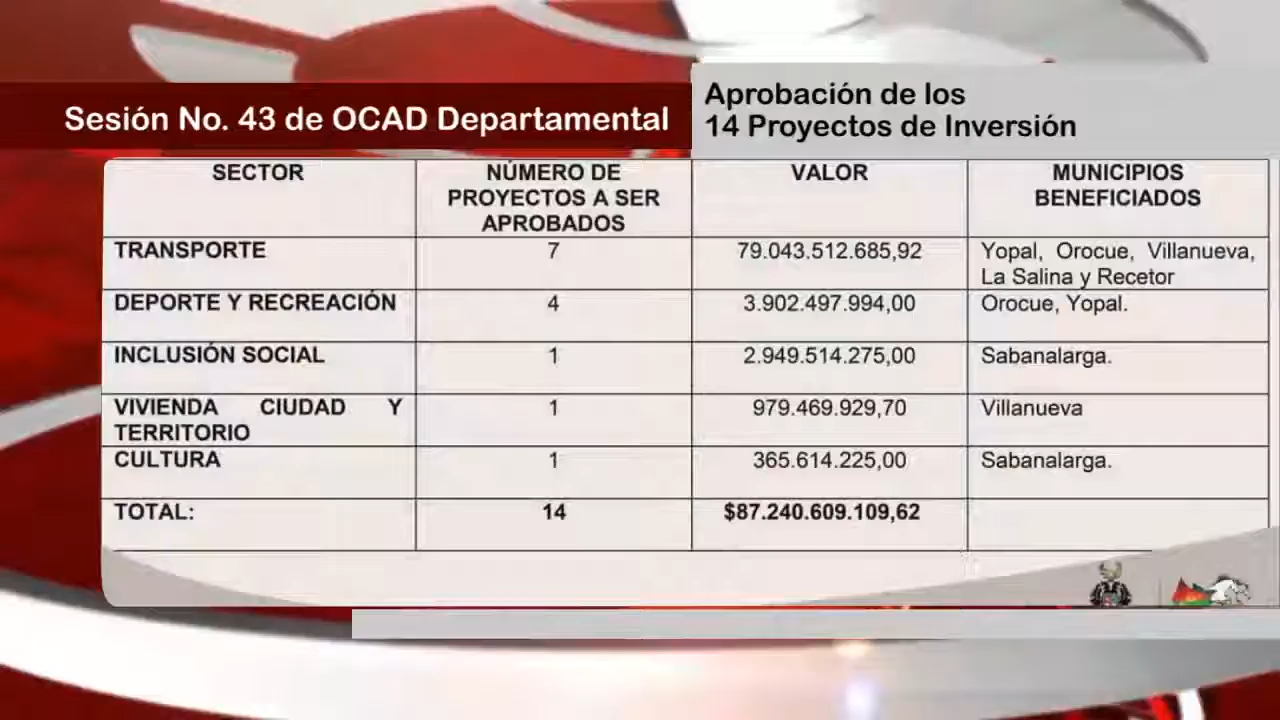 Sesión No. 43 de OCAD Departamental
Aprobación de los
14 Proyectos de Inversión
SECTOR
NÚMERO DE
PROYECTOS A SER
APROBADOS
VALOR
MUNICIPIOS
BENEFICIADOS
TRANSPORTE
7
79.043.512.685,92
Yopal, Orocue, Villanueva,
La Salina y Recetor
DEPORTE Y RECREACIÓN
4
3.902.497.994,00
Orocue, Yopal.
INCLUSIÓN SOCIAL
1
2.949.514.275,00
Sabanalarga.
VIVIENDA CIUDAD Y
TERRITORIO
1
979.469.929,70
Villanueva
CULTURA
1
365.614.225,00
Sabanalarga.
TOTAL:
14
$87.240.609.109,62